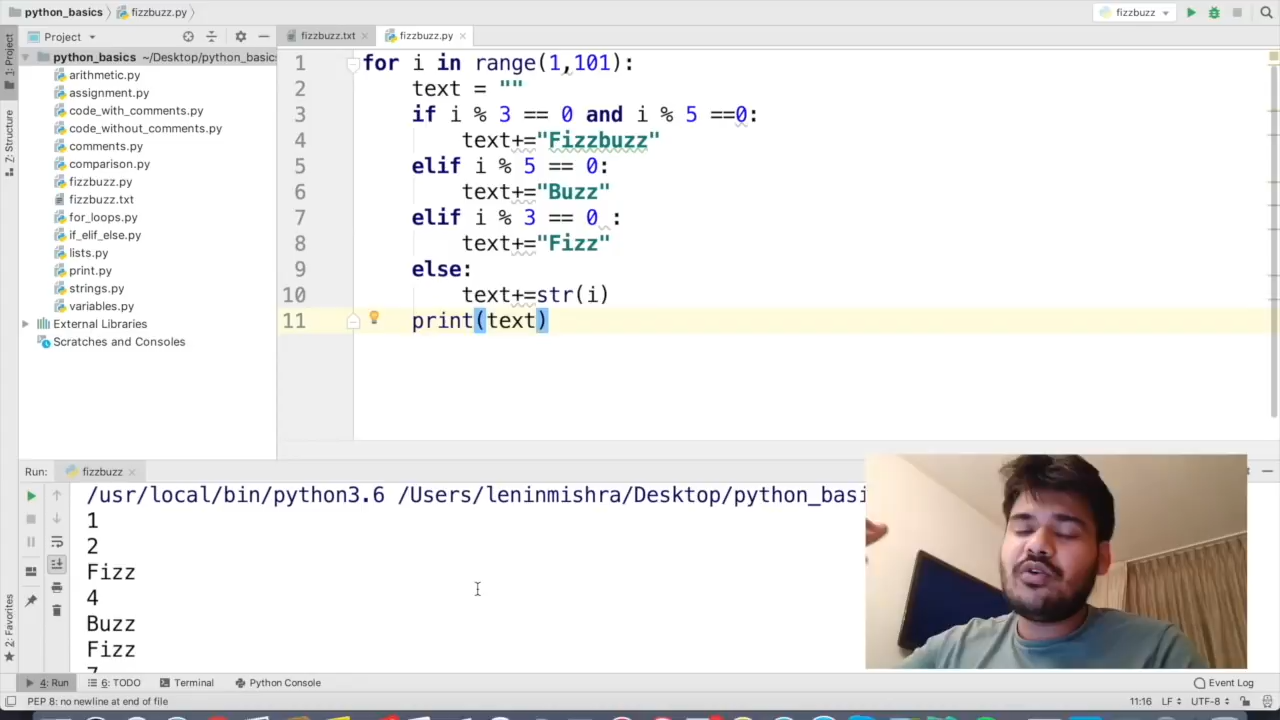 python_basics fizzbuzz.py fizzbuzz
Project fizzbuzz.txt fizzbuzz.py
1: Project
Z: Structure
2: Favorites
python_basics ~/Desktop/python_basics
arithmetic.py
assignment.py
code_with_comments.py
code_without_comments.py
comments.py
comparison.py
fizzbuzz.py
fizzbuzz.txt
for_loops.py
if_elif_else.py
lists.py
print.py
strings.py
variables.py
External Libraries
Scratches and Consoles
1 for i in range(1,101):
2 text = ""
3 if i % 3 == 0 and i % 5 ==0:
4 text+="Fizzbuzz"
5 elif i % 5 == 0:
6 text+="Buzz"
7 elif i % 3 == 0 :
8 text+="Fizz"
9 else:
10 text+=str(i)
11 print(text)
Run: fizzbuzz
/usr/local/bin/python3.6 /Users/leninmishra/Desktop/python_basi
1
2
Fizz
4
Buzz
Fizz
7
4: Run 6: TODO Terminal Python Console Event Log
PEP 8: no newline at end of file 11:16 LF UTF-8